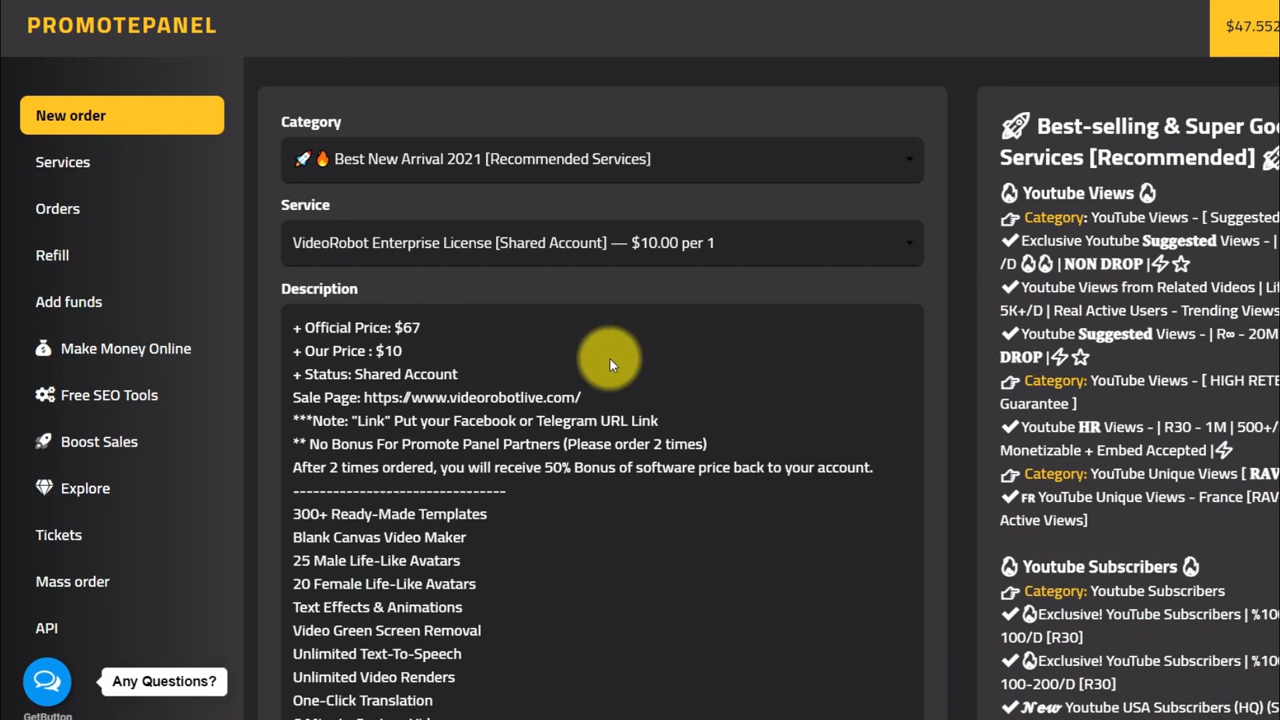 PROMOTEPANEL
$47.552
New order
Services
Orders
Refill
Add funds
Make Money Online
Free SEO Tools
Boost Sales
Explore
Tickets
Mass order
API
Any Questions?
GetButton
Category
🚀🔥 Best New Arrival 2021 [Recommended Services]
Service
VideoRobot Enterprise License [Shared Account] — $10.00 per 1
Description
+ Official Price: $67
+ Our Price : $10
+ Status: Shared Account
Sale Page: https://www.videorobotlive.com/
***Note: "Link" Put your Facebook or Telegram URL Link
** No Bonus For Promote Panel Partners (Please order 2 times)
After 2 times ordered, you will receive 50% Bonus of software price back to your account.
--------------------------------
300+ Ready-Made Templates
Blank Canvas Video Maker
25 Male Life-Like Avatars
20 Female Life-Like Avatars
Text Effects & Animations
Video Green Screen Removal
Unlimited Text-To-Speech
Unlimited Video Renders
One-Click Translation
🚀 Best-selling & Super Goo
Services [Recommended] 🚀
🔥 Youtube Views 🔥
👉 Category: YouTube Views - [ Suggested
✔Exclusive Youtube Suggested Views - |
/D 🔥🔥 | NON DROP |⚡⭐
✔Youtube Views from Related Videos | Lif
5K+/D | Real Active Users - Trending Views
✔Youtube Suggested Views - | R∞ - 20M
DROP |⚡⭐
👉 Category: YouTube Views - [ HIGH RETE
Guarantee ]
✔Youtube HR Views - | R30 - 1M | 500+/
Monetizable + Embed Accepted |⚡
👉 Category: YouTube Unique Views [ RAV
✔FR YouTube Unique Views - France [RAV
Active Views]
🔥 Youtube Subscribers 🔥
👉 Category: Youtube Subscribers
✔ 🔥Exclusive! YouTube Subscribers | %100
100/D [R30]
✔ 🔥Exclusive! YouTube Subscribers | %100
100-200/D [R30]
✔ New Youtube USA Subscribers (HQ) (S